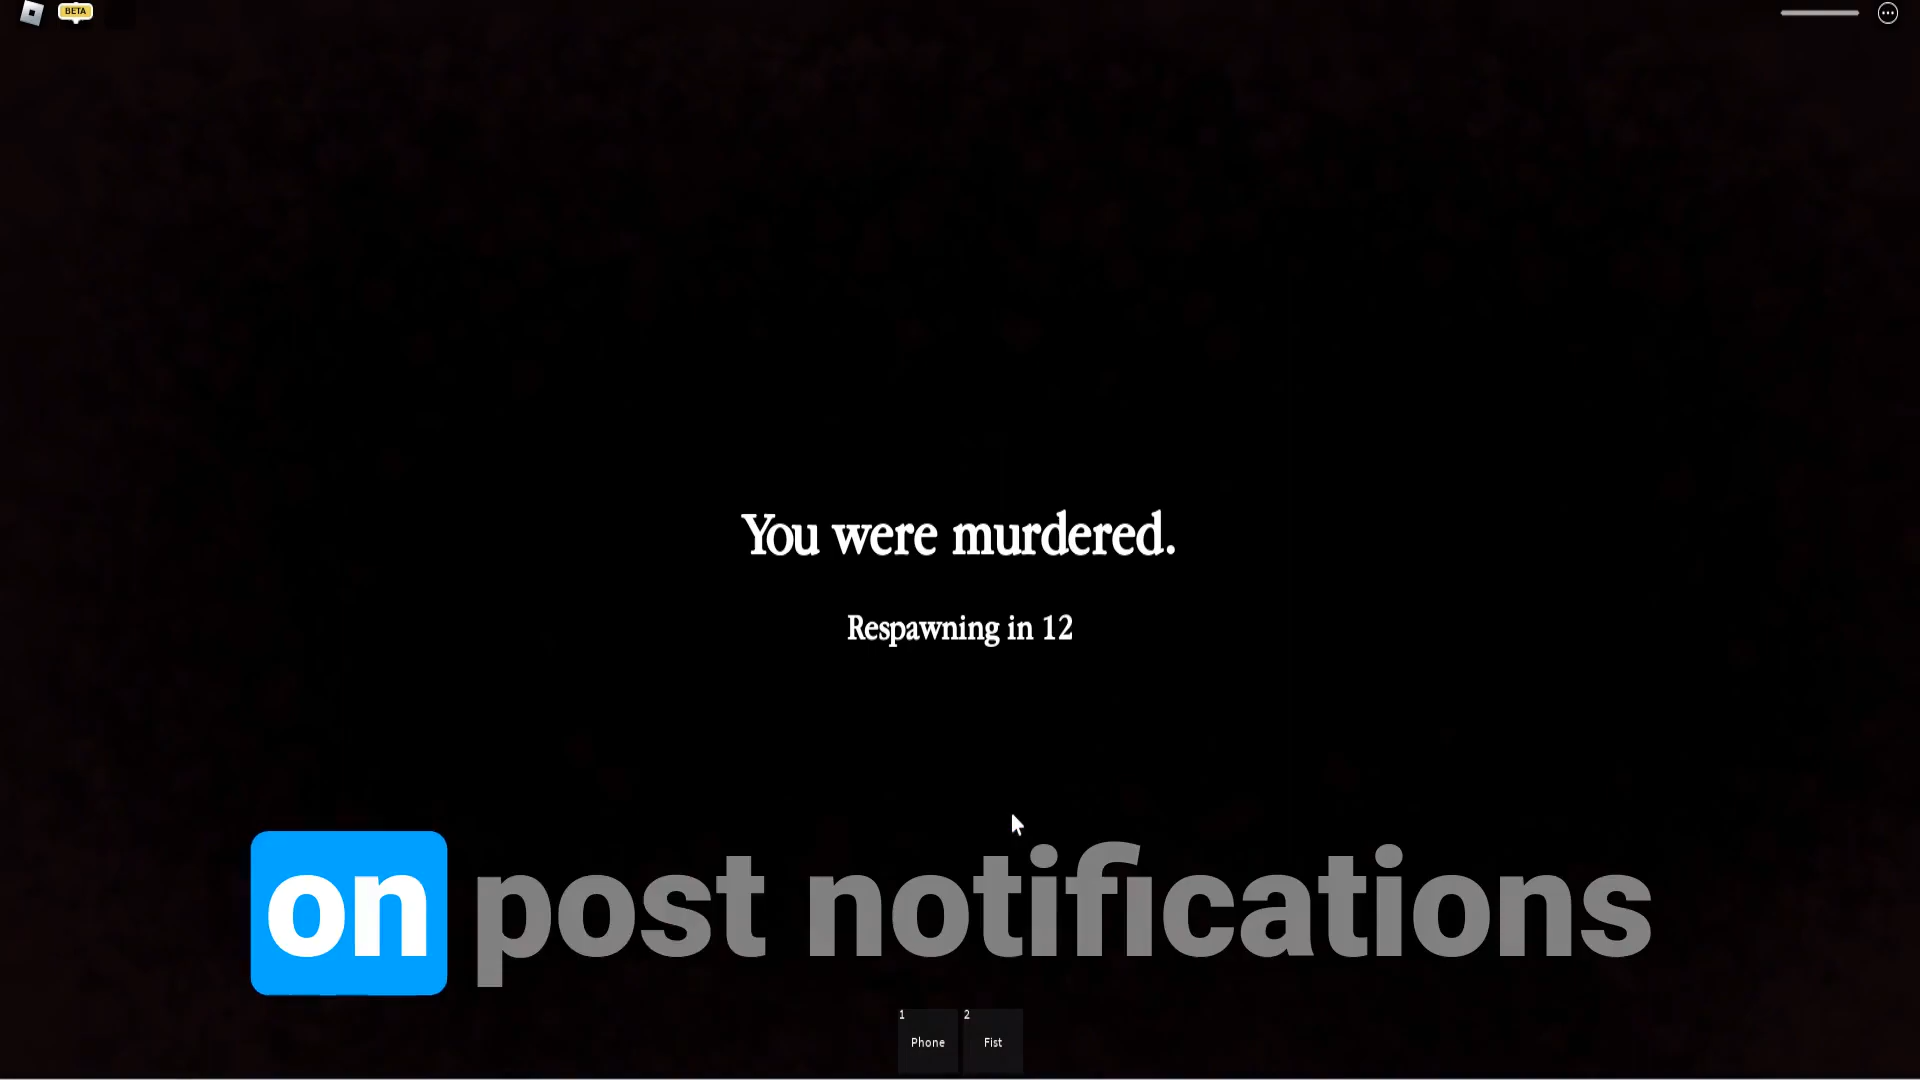 BETA
You were murdered.
Respawning in 12
on post notifications
1 2
Phone Fist